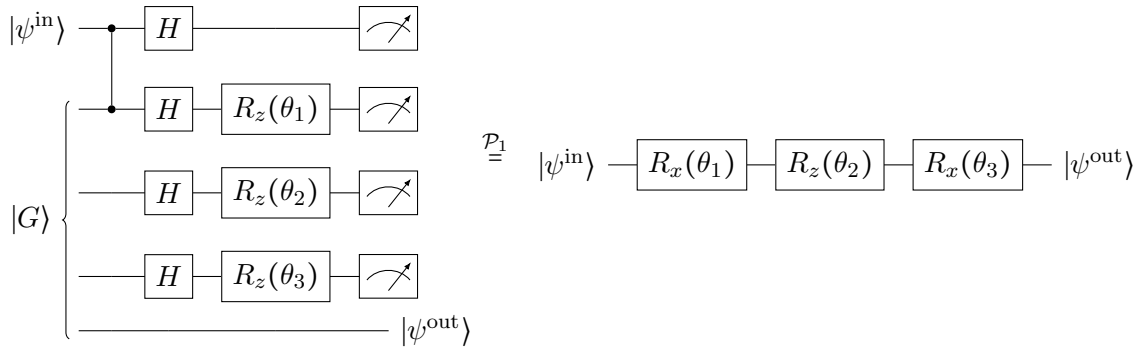 |ψ^in⟩ H
H R_z(θ_1)
𝒫_1
=
|ψ^in⟩ R_x(θ_1) R_z(θ_2) R_x(θ_3) |ψ^out⟩
H R_z(θ_2)
|G⟩
H R_z(θ_3)
|ψ^out⟩